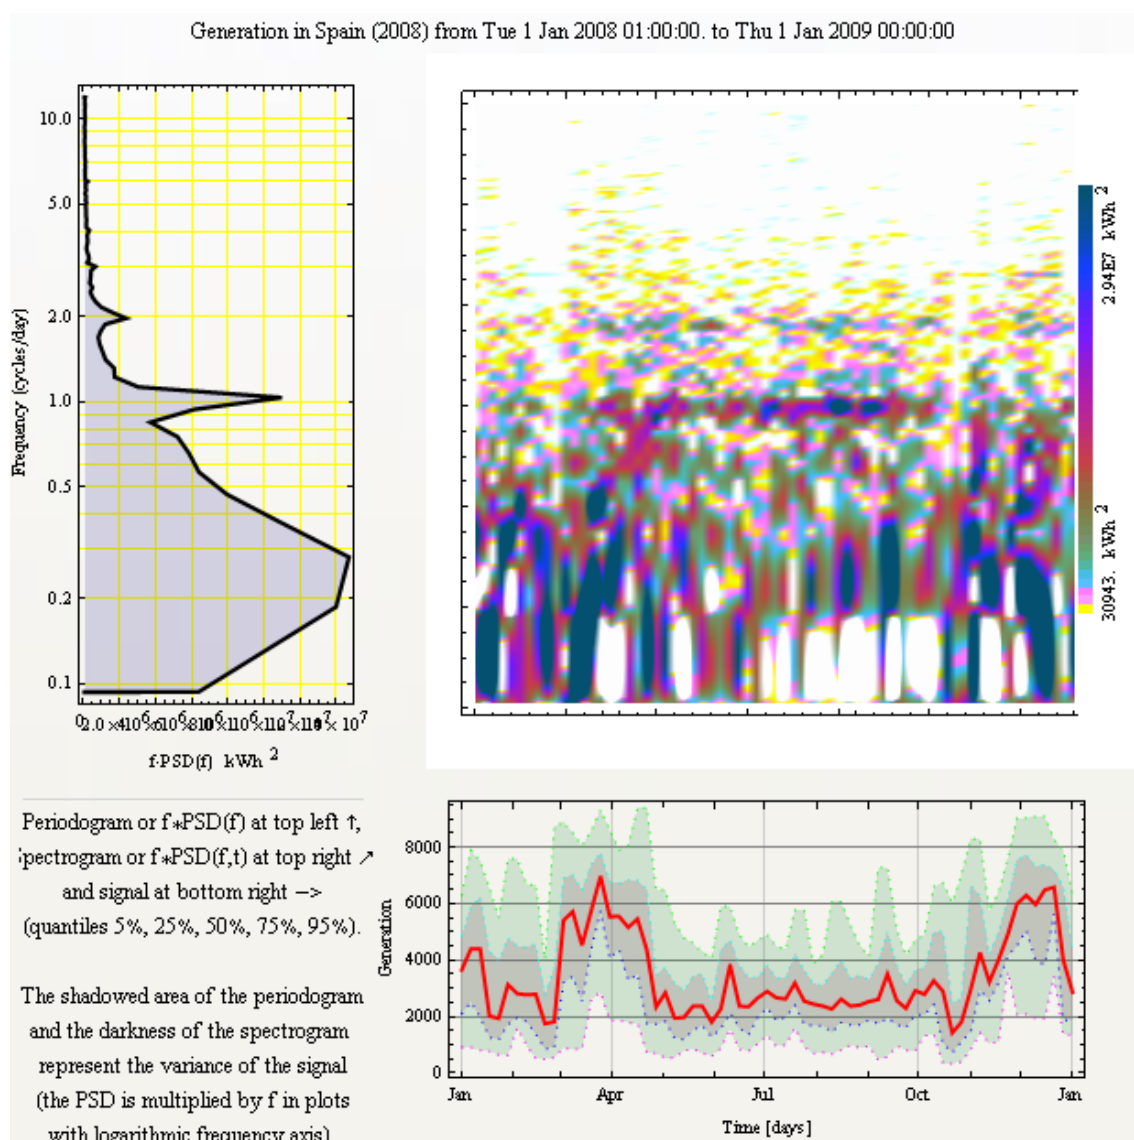 Generation in Spain (2008) from Tue 1 Jan 2008 01:00:00. to Thu 1 Jan 2009 00:00:00
10.0
5.0
2.0
1.0
0.5
0.2
0.1
Frequency (cycles/day)
f·PSD(f) kWh 2
2.94E7 kWh 2
30943. kWh 2
Periodogram or f*PSD(f) at top left ↑,
pectrogram or f*PSD(f,t) at top right ↗
and signal at bottom right –>
(quantiles 5%, 25%, 50%, 75%, 95%).
The shadowed area of the periodogram
and the darkness of the spectrogram
represent the variance of the signal
(the PSD is multiplied by f in plots
with logarithmic frequency axis)
8000
6000
4000
2000
0
Generation
Jan
Apr
Jul
Oct
Jan
Time [days]